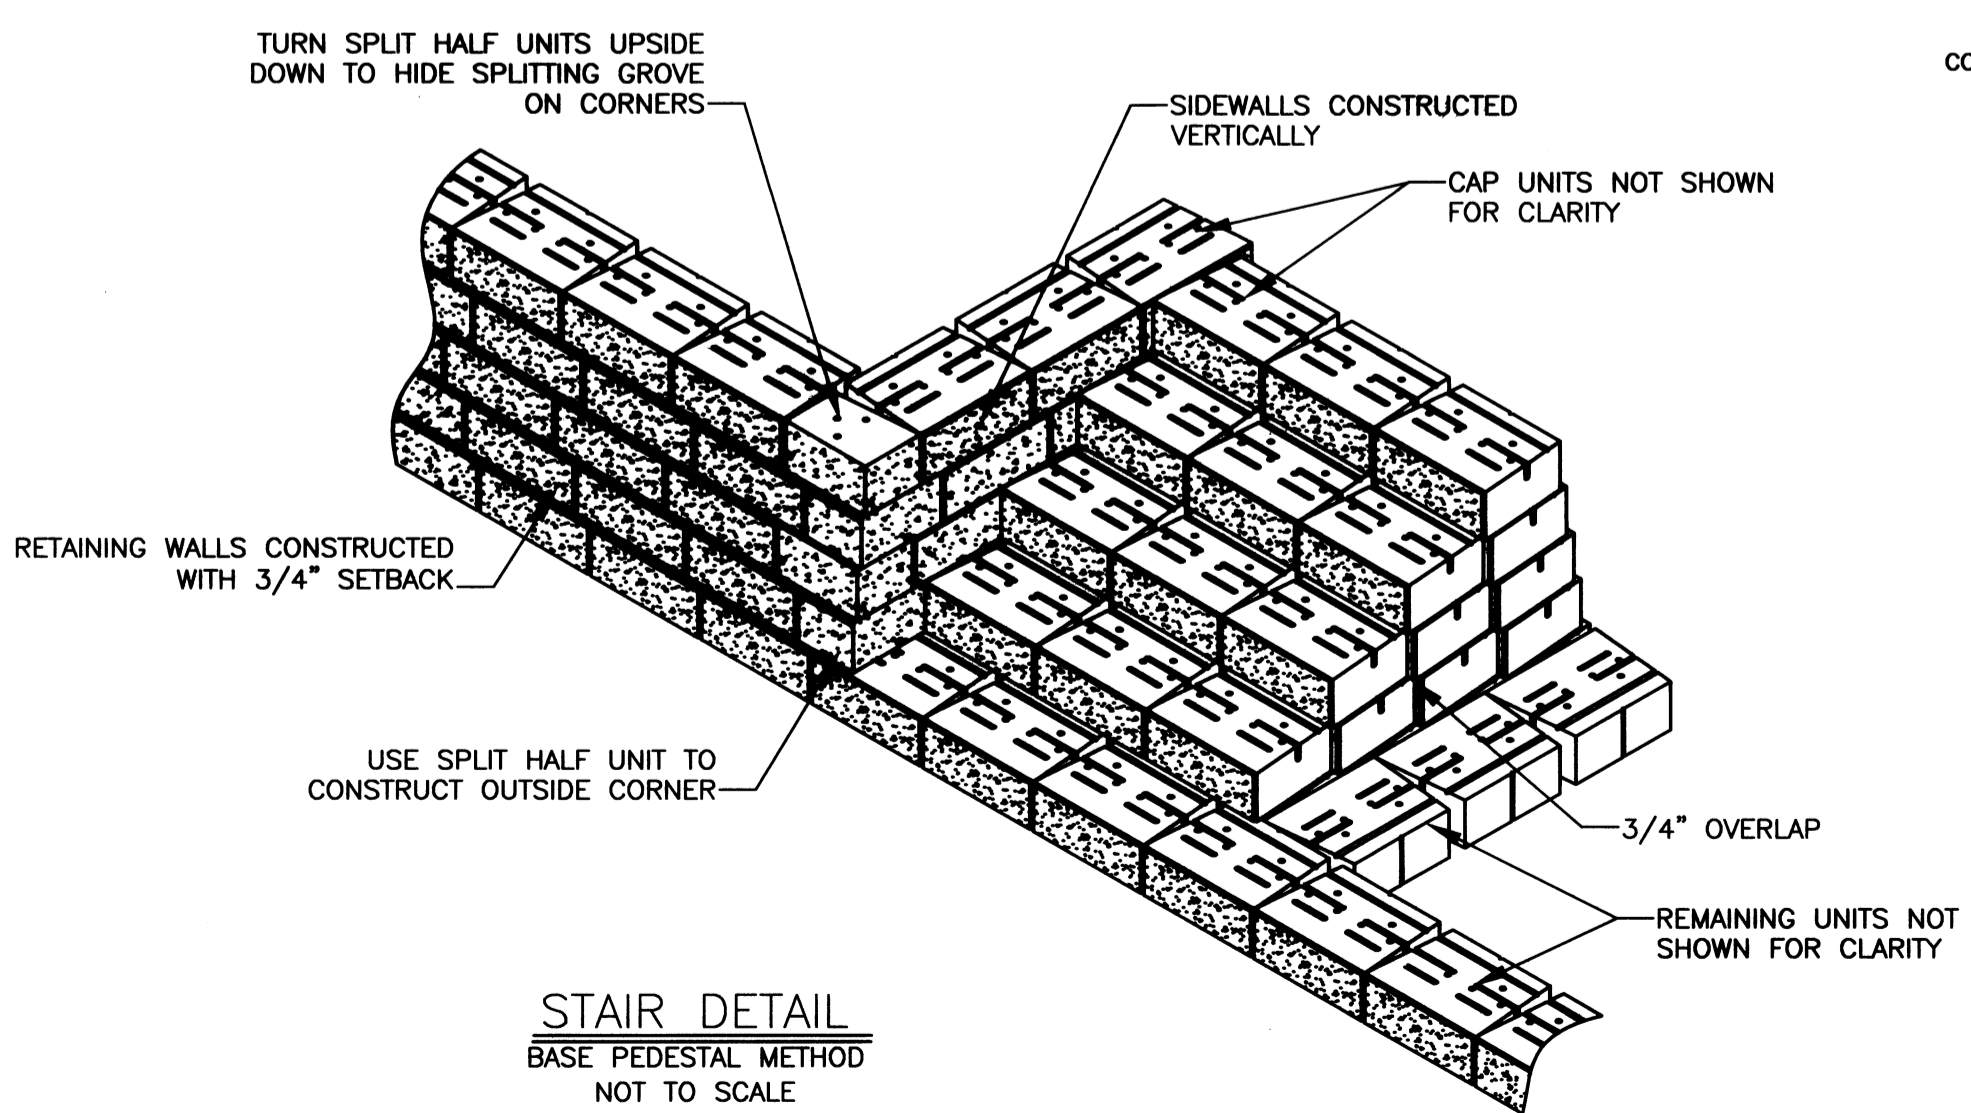 TURN SPLIT HALF UNITS UPSIDE
DOWN TO HIDE SPLITTING GROVE
ON CORNERS
SIDEWALLS CONSTRUCTED
VERTICALLY
CAP UNITS NOT SHOWN
FOR CLARITY
CO
RETAINING WALLS CONSTRUCTED
WITH 3/4" SETBACK
USE SPLIT HALF UNIT TO
CONSTRUCT OUTSIDE CORNER
3/4" OVERLAP
REMAINING UNITS NOT
SHOWN FOR CLARITY
STAIR DETAIL
BASE PEDESTAL METHOD
NOT TO SCALE